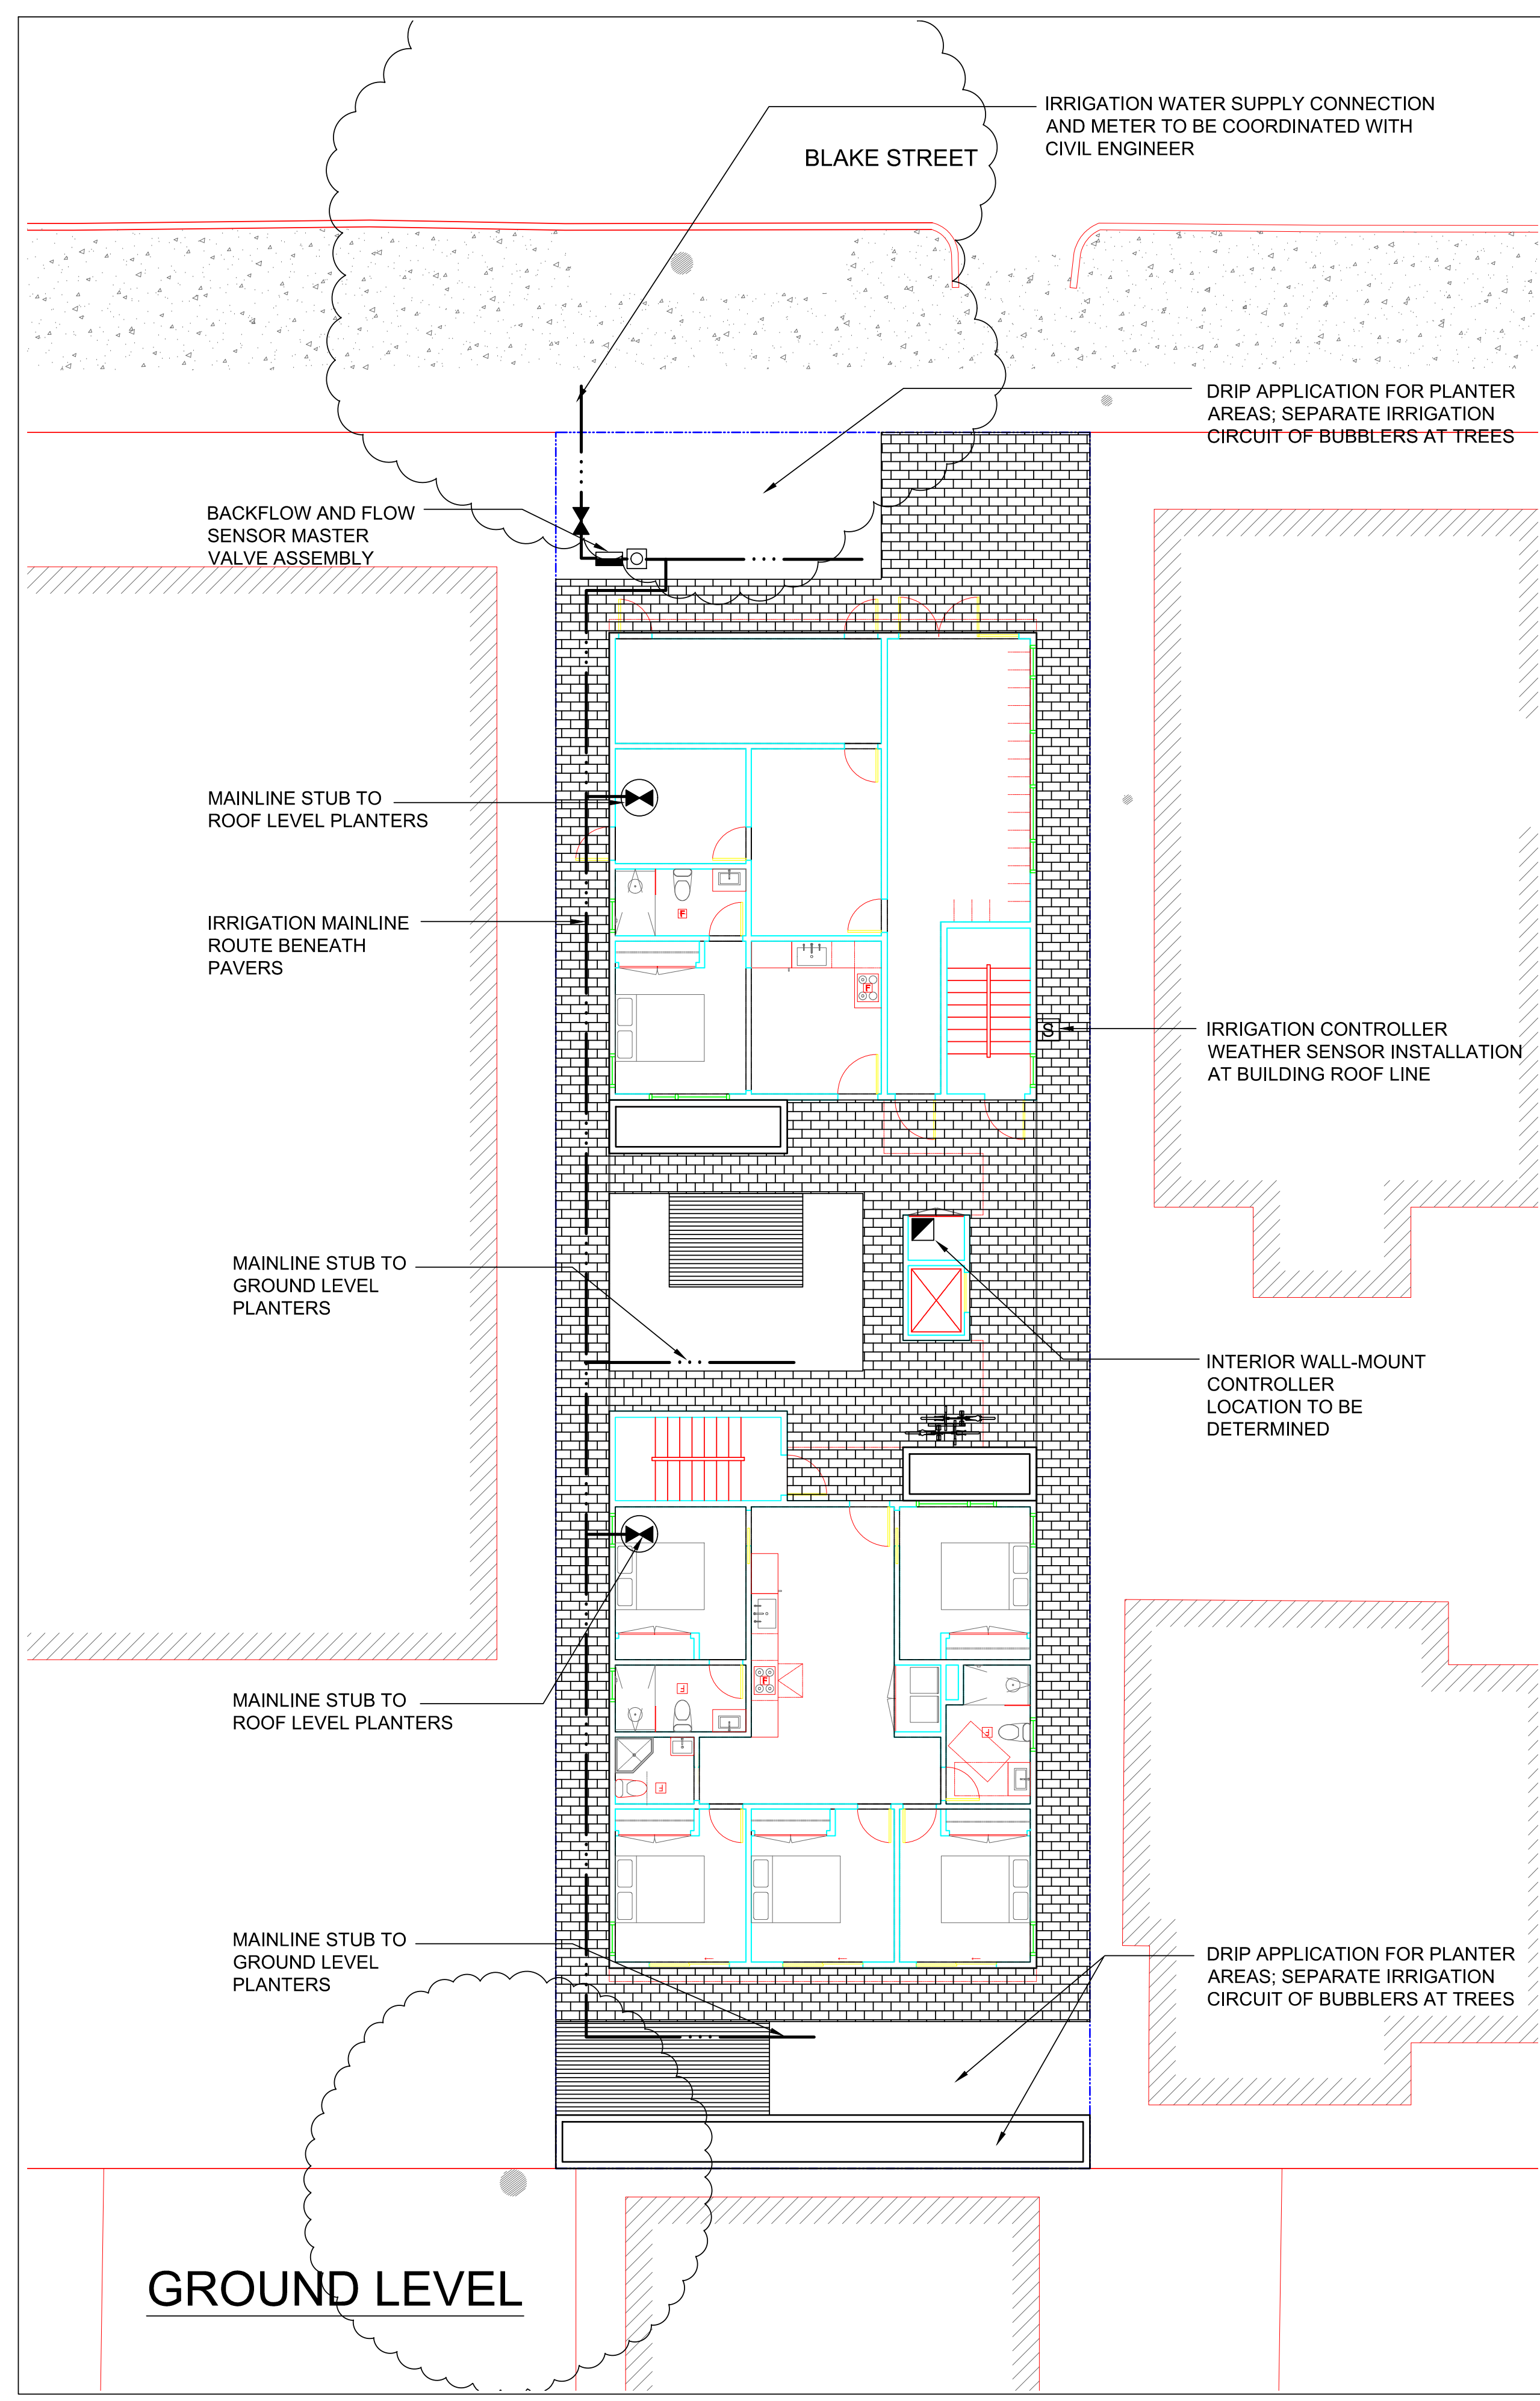 IRRIGATION WATER SUPPLY CONNECTION
AND METER TO BE COORDINATED WITH
CIVIL ENGINEER
BLAKE STREET
DRIP APPLICATION FOR PLANTER
AREAS; SEPARATE IRRIGATION
CIRCUIT OF BUBBLERS AT TREES
BACKFLOW AND FLOW
SENSOR MASTER
VALVE ASSEMBLY
MAINLINE STUB TO
ROOF LEVEL PLANTERS
IRRIGATION MAINLINE
ROUTE BENEATH
PAVERS
F
F
S
IRRIGATION CONTROLLER
WEATHER SENSOR INSTALLATION
AT BUILDING ROOF LINE
MAINLINE STUB TO
GROUND LEVEL
PLANTERS
INTERIOR WALL-MOUNT
CONTROLLER
LOCATION TO BE
DETERMINED
MAINLINE STUB TO
ROOF LEVEL PLANTERS
F
F
F
F
MAINLINE STUB TO
GROUND LEVEL
PLANTERS
DRIP APPLICATION FOR PLANTER
AREAS; SEPARATE IRRIGATION
CIRCUIT OF BUBBLERS AT TREES
GROUND LEVEL